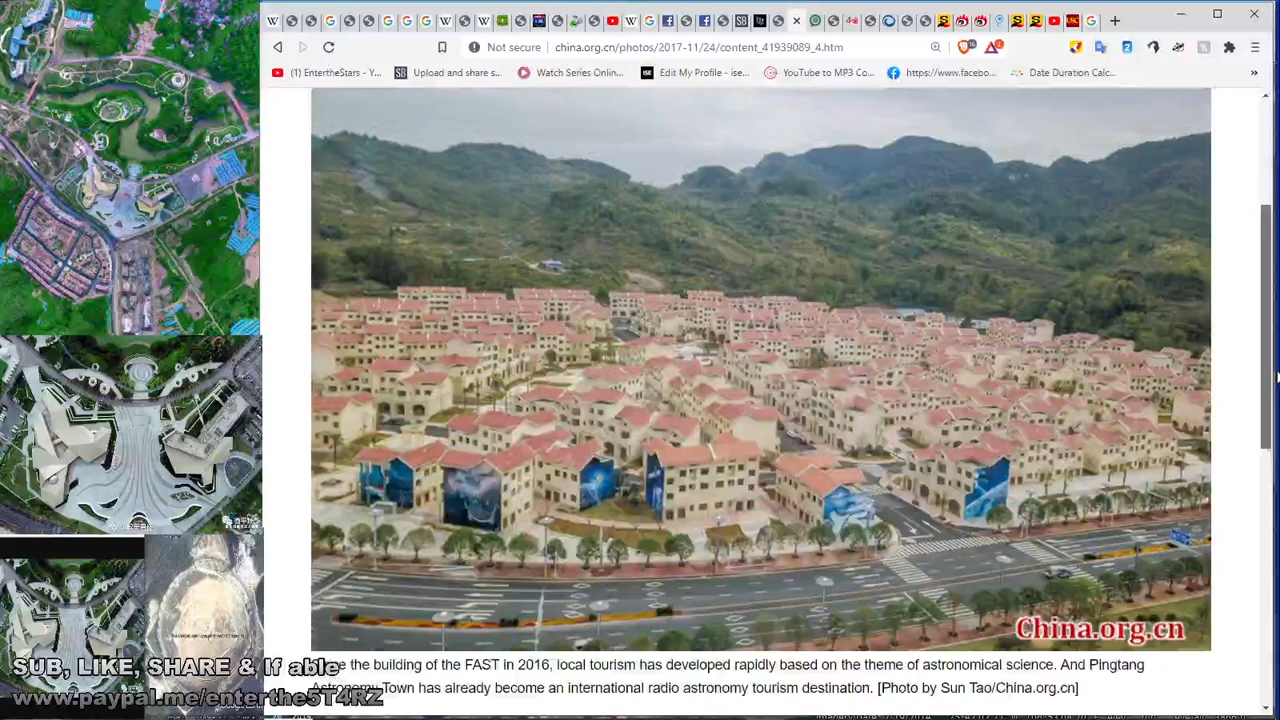 Not secure china.org.cn/photos/2017-11/24/content_41939089_4.htm
(1) EntertheStars - Y... Upload and share s... Watch Series Onlin... Edit My Profile - ise... YouTube to MP3 Co... https://www.facebo... Date Duration Calc... »
China.org.cn
e the building of the FAST in 2016, local tourism has developed rapidly based on the theme of astronomical science. And Pingtang
Town has already become an international radio astronomy tourism destination. [Photo by Sun Tao/China.org.cn]
SUB, LIKE, SHARE & If able
www.paypal.me/enterthe5T4RZ